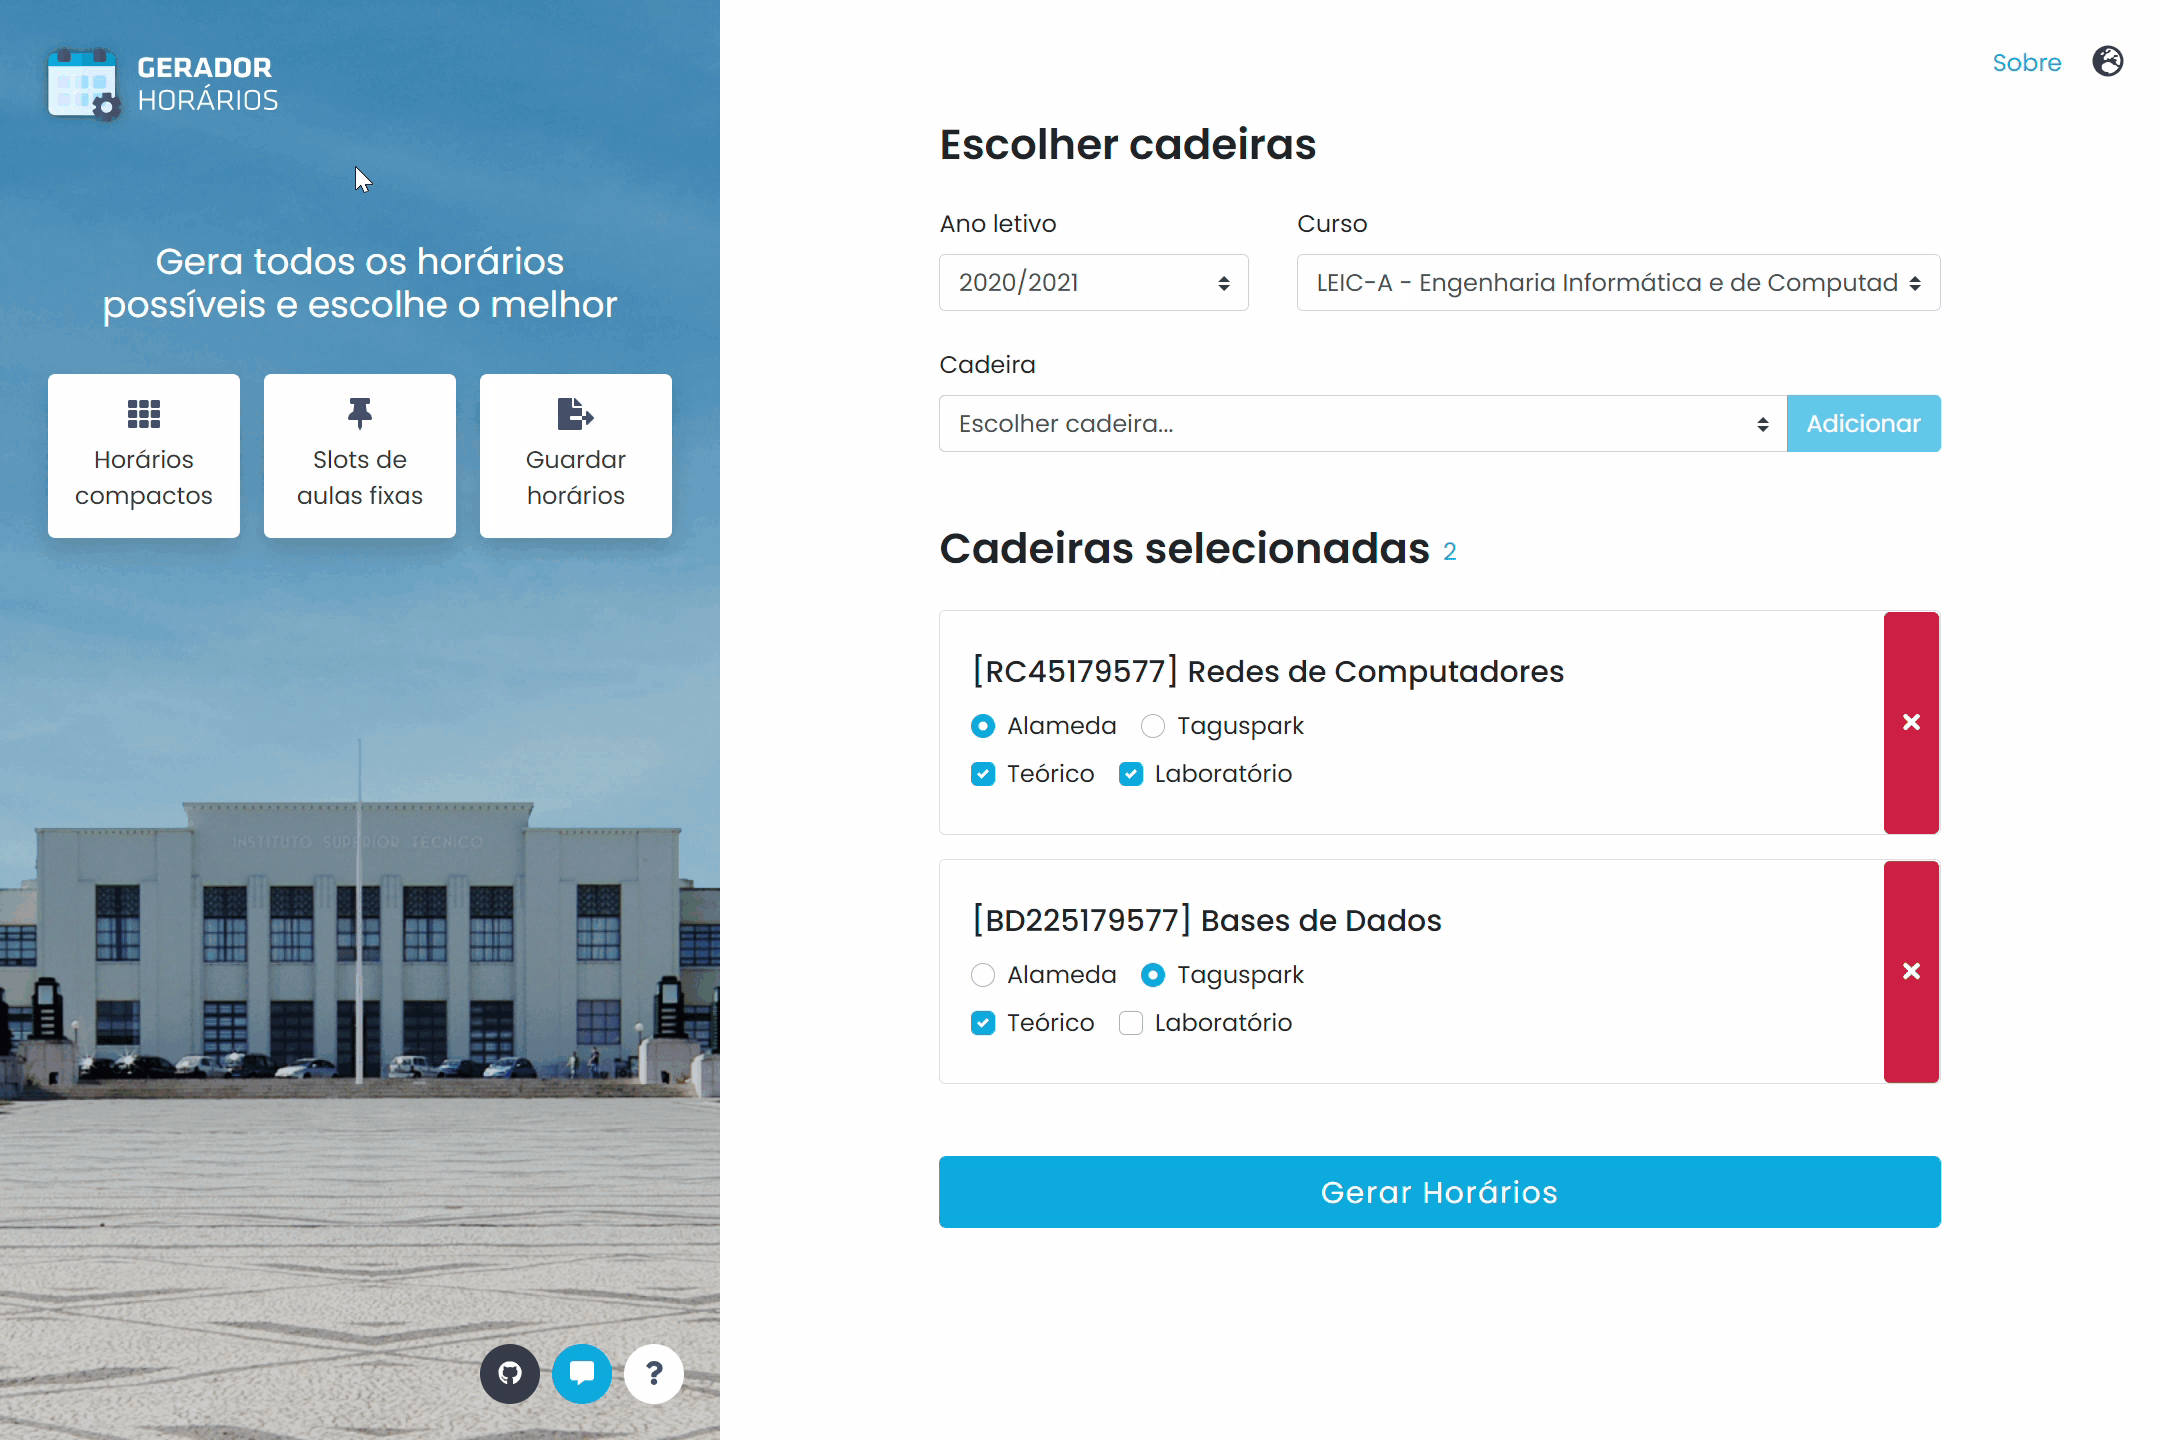 GERADOR
HORÁRIOS
Gera todos os horários
possíveis e escolhe o melhor
Horários
compactos
Slots de
aulas fixas
Guardar
horários
INSTITUTO SUPERIOR TECNICO
?
Sobre
Escolher cadeiras
Ano letivo
Curso
2020/2021
LEIC-A - Engenharia Informática e de Computad
Cadeira
Escolher cadeira...
Adicionar
Cadeiras selecionadas 2
[RC45179577] Redes de Computadores
Alameda Taguspark
Teórico Laboratório
[BD225179577] Bases de Dados
Alameda Taguspark
Teórico Laboratório
Gerar Horários